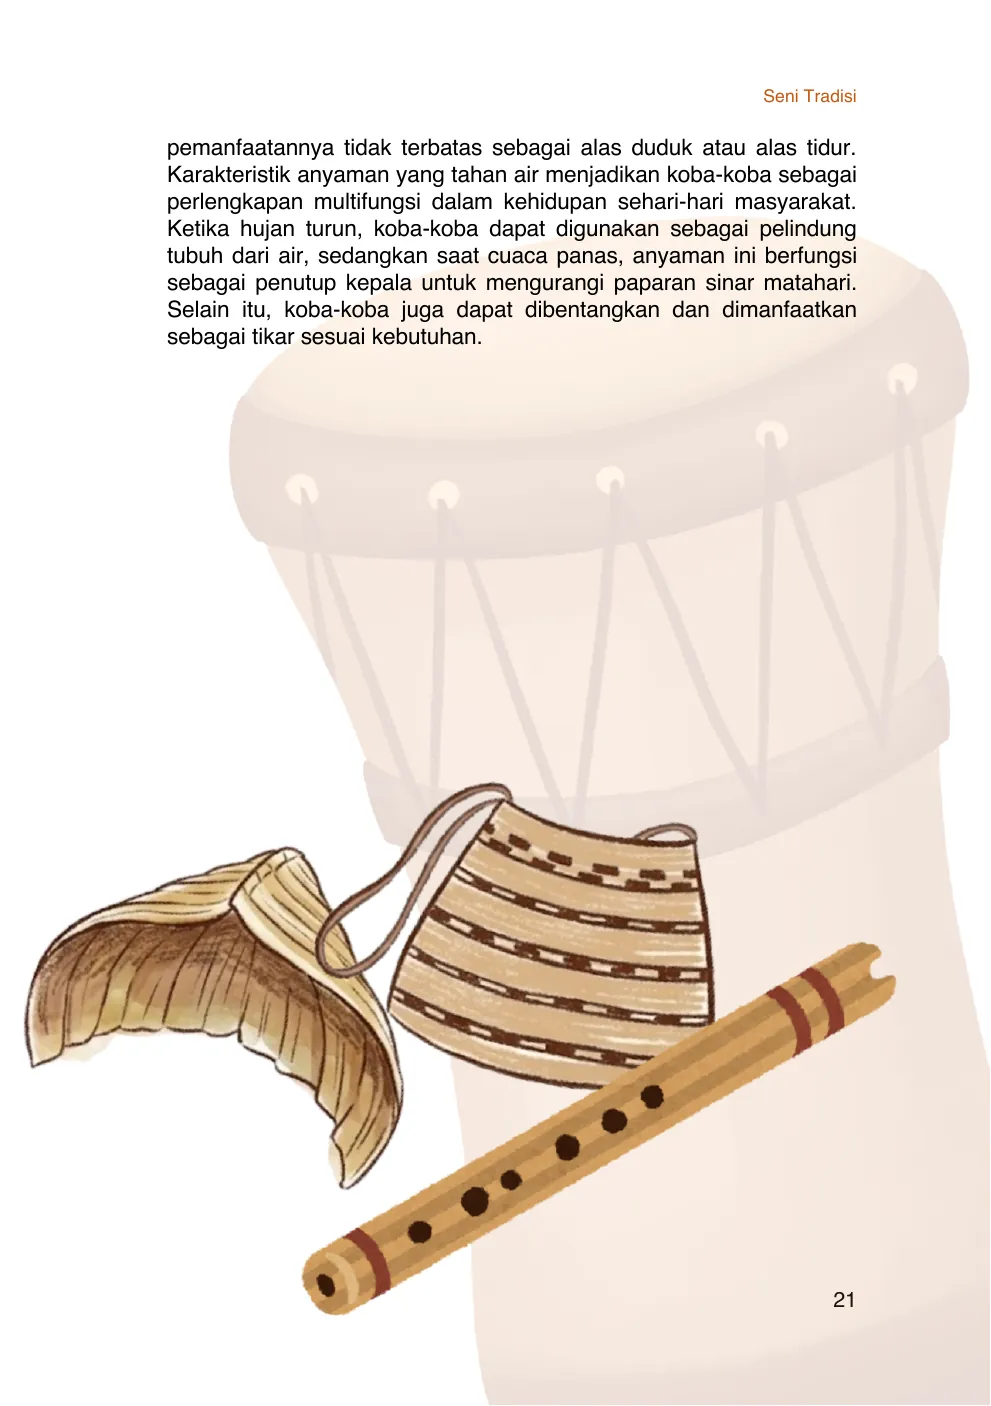 Seni Tradisi
pemanfaatannya tidak terbatas sebagai alas duduk atau alas tidur.
Karakteristik anyaman yang tahan air menjadikan koba-koba sebagai
perlengkapan multifungsi dalam kehidupan sehari-hari masyarakat.
Ketika hujan turun, koba-koba dapat digunakan sebagai pelindung
tubuh dari air, sedangkan saat cuaca panas, anyaman ini berfungsi
sebagai penutup kepala untuk mengurangi paparan sinar matahari.
Selain itu, koba-koba juga dapat dibentangkan dan dimanfaatkan
sebagai tikar sesuai kebutuhan.
21